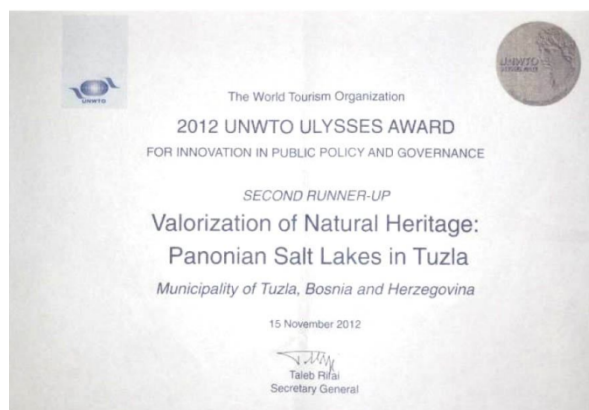 UNWTO
UNWTO
The World Tourism Organization
2012 UNWTO ULYSSES AWARD
FOR INNOVATION IN PUBLIC POLICY AND GOVERNANCE
SECOND RUNNER-UP
Valorization of Natural Heritage:
Panonian Salt Lakes in Tuzla
Municipality of Tuzla, Bosnia and Herzegovina
15 November 2012
Taleb Rifai
Secretary General